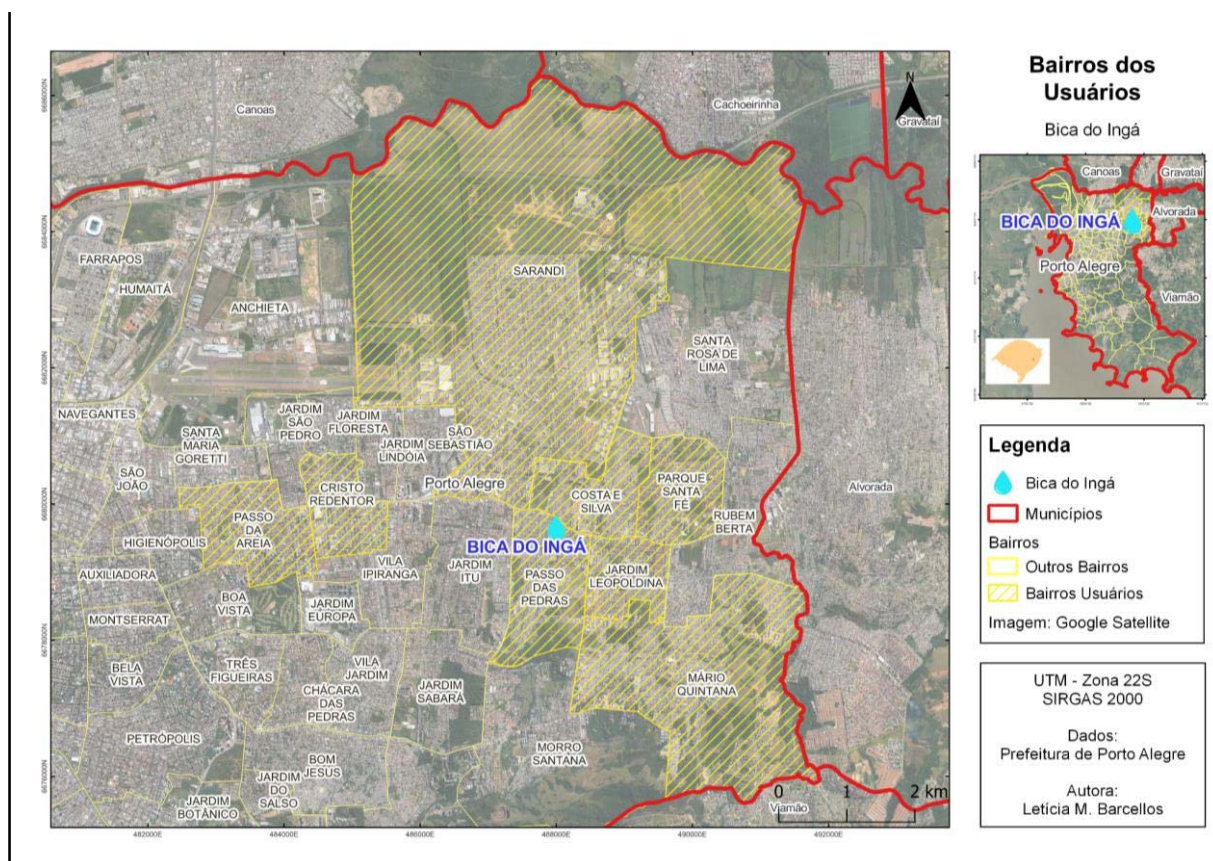 Canoas
Cachoeirinha
N
Gravataí
FARRAPOS
HUMAITÁ
ANCHIETA
SARANDI
SANTA
ROSA DE
LIMA
NAVEGANTES
SANTA
MARIA
GORETTI
JARDIM
SÃO
PEDRO
JARDIM
FLORESTA
JARDIM
LINDÓIA
SÃO
SEBASTIÃO
SÃO
JOÃO
CRISTO
REDENTOR
Porto Alegre
COSTA E
SILVA
PARQUE
SANTA
FÉ
RUBEM
BERTA
Alvorada
PASSO
DA
AREIA
HIGIENÓPOLIS
BICA DO INGÁ
AUXILIADORA
BOA
VISTA
VILA
IPIRANGA
JARDIM
ITU
PASSO
DAS
PEDRAS
JARDIM
LEOPOLDINA
MONTSERRAT
JARDIM
EUROPA
BELA
VISTA
TRÊS
FIGUEIRAS
VILA
JARDIM
CHÁCARA
DAS
PEDRAS
JARDIM
SABARÁ
MÁRIO
QUINTANA
PETRÓPOLIS
BOM
JESUS
JARDIM
DO
SALSO
MORRO
SANTANA
JARDIM
BOTÂNICO
Viamão
0 1 2 km
6686000N
6684000N
6682000N
6680000N
6678000N
6676000N
482000E 484000E 486000E 488000E 490000E 492000E
Bairros dos
Usuários
Bica do Ingá
Canoas
Gravataí
Alvorada
BICA DO INGÁ
Porto Alegre
Viamão
Legenda
Bica do Ingá
Municípios
Bairros
Outros Bairros
Bairros Usuários
Imagem: Google Satellite
UTM - Zona 22S
SIRGAS 2000
Dados:
Prefeitura de Porto Alegre
Autora:
Letícia M. Barcellos